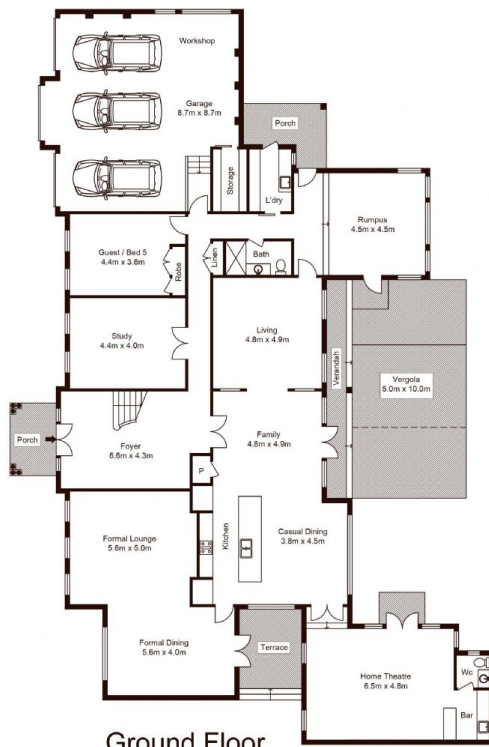 Workshop
Garage
8.7m x 8.7m
Porch
Storage
L'dry
Rumpus
4.5m x 4.5m
Guest / Bed 5
4.4m x 3.6m
Robe
Linen
Bath
Study
4.4m x 4.0m
Living
4.8m x 4.9m
Verandah
Vergola
5.0m x 10.0m
Porch
Foyer
6.6m x 4.3m
Family
4.8m x 4.9m
P
Formal Lounge
5.6m x 5.0m
Kitchen
Casual Dining
3.8m x 4.5m
Formal Dining
5.6m x 4.0m
Terrace
Home Theatre
6.5m x 4.8m
Wc
Bar
Ground Floor